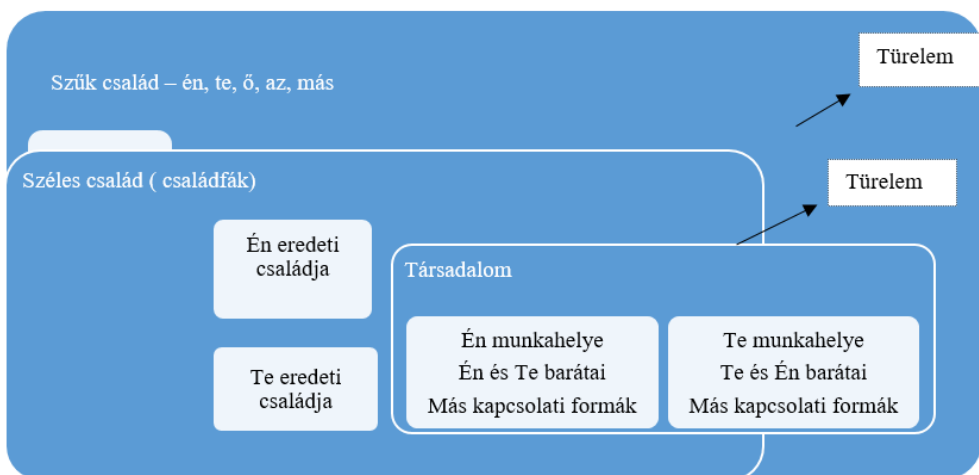 Türelem
Szűk család – én, te, ő, az, más
Széles család ( családfák)
Türelem
Én eredeti
családja
Társadalom
Én munkahelye
Én és Te barátai
Más kapcsolati formák
Te munkahelye
Te és Én barátai
Más kapcsolati formák
Te eredeti
családja